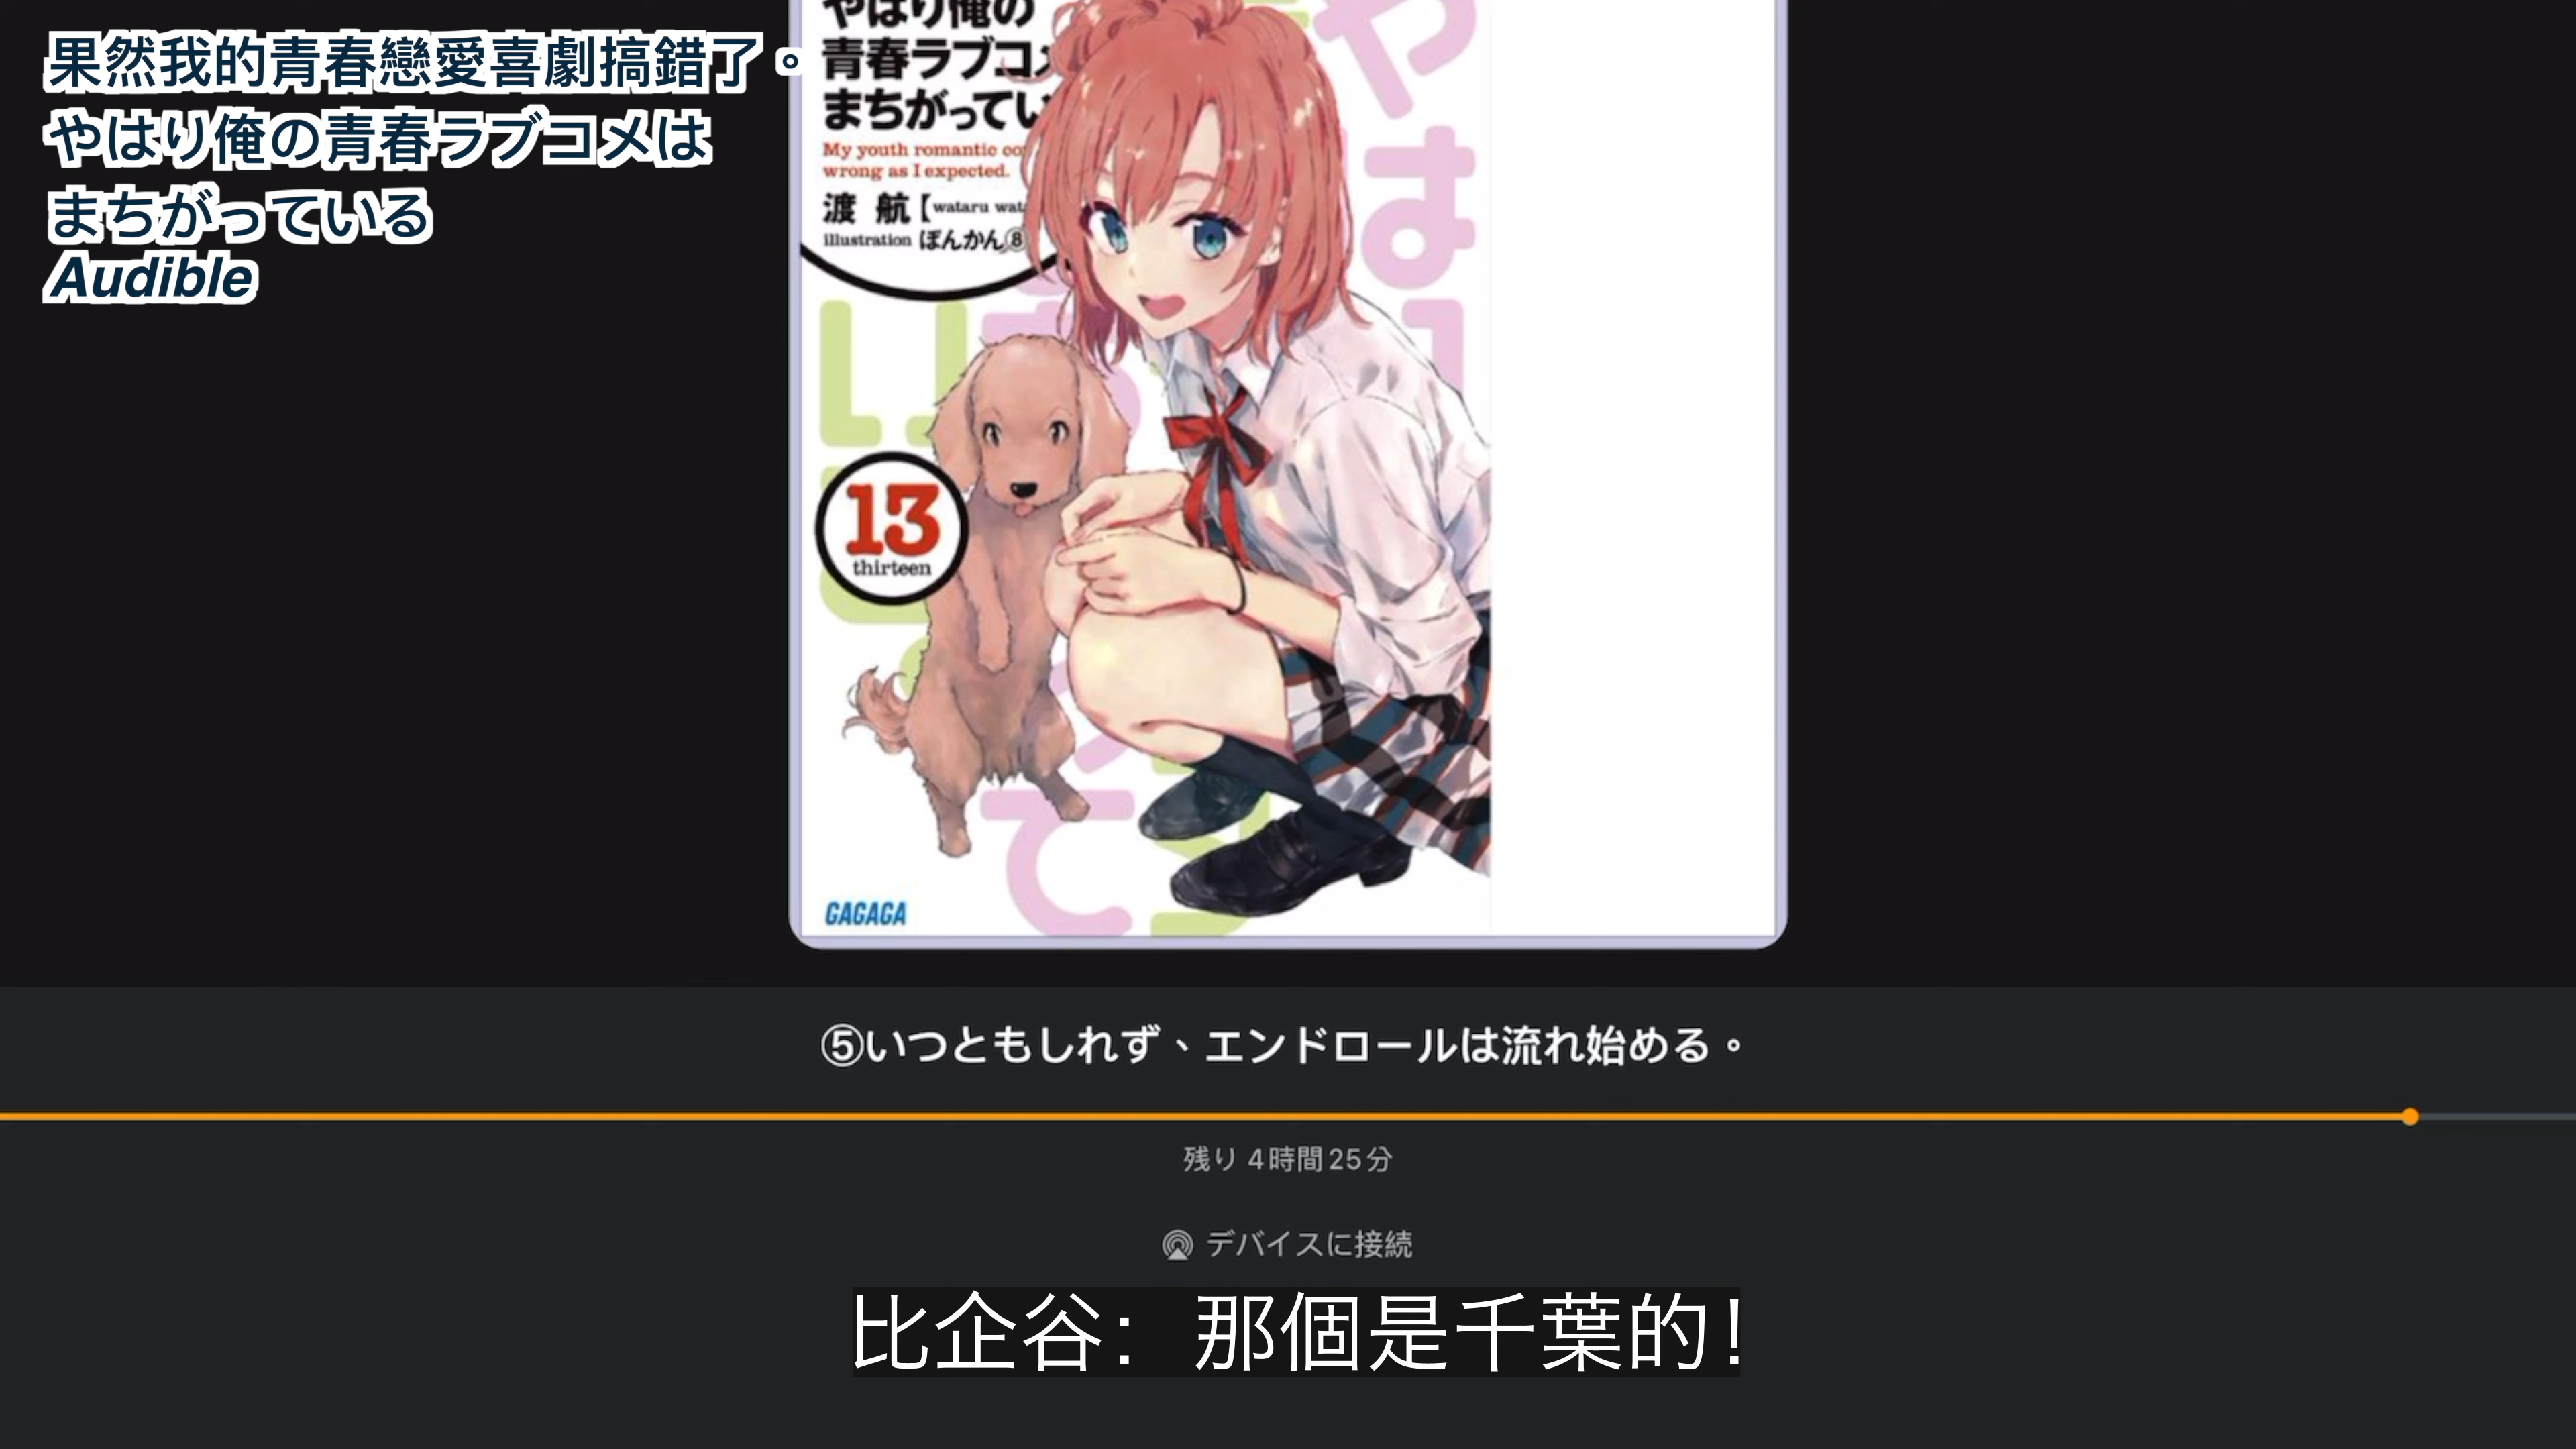 果然我的青春戀愛喜劇搞錯了。
やはり俺の青春ラブコメは
まちがっている
Audible
やはり俺の
青春ラブコ
まちがってい
My youth romantic co
wrong as I expected.
渡 航【wataru wat
illustration ぽんかん⑧
13
thirteen
GAGAGA
⑤いつともしれず、エンドロールは流れ始める。
残り 4時間25分
デバイスに接続
比企谷：那個是千葉的！